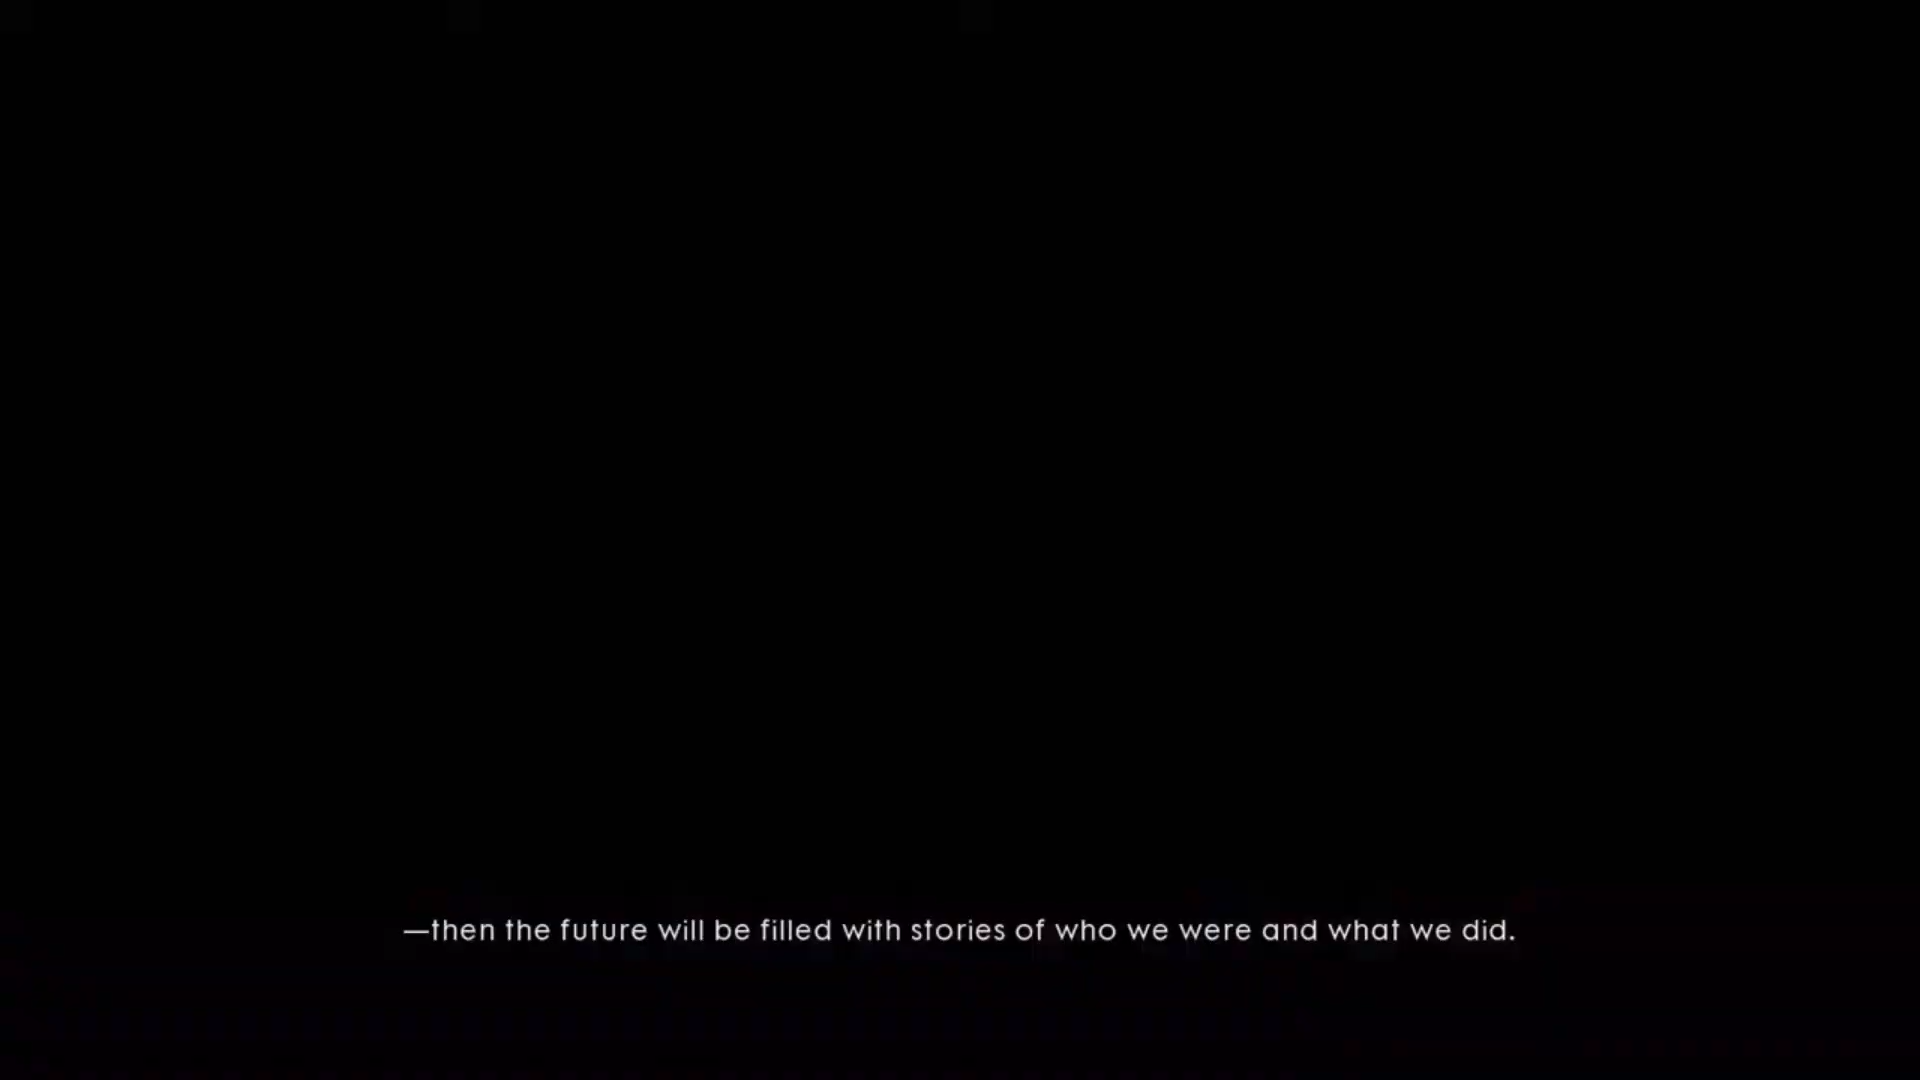 —then the future will be filled with stories of who we were and what we did.